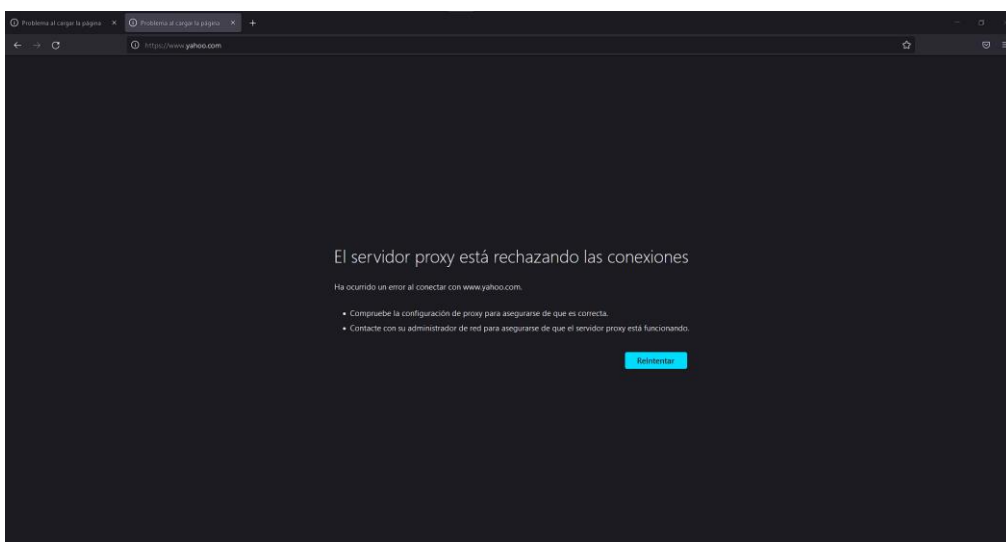 Problema al cargar la página
Problema al cargar la página
https://www.yahoo.com
El servidor proxy está rechazando las conexiones
Ha ocurrido un error al conectar con www.yahoo.com.
• Compruebe la configuración de proxy para asegurarse de que es correcta.
• Contacte con su administrador de red para asegurarse de que el servidor proxy está funcionando.
Reintentar